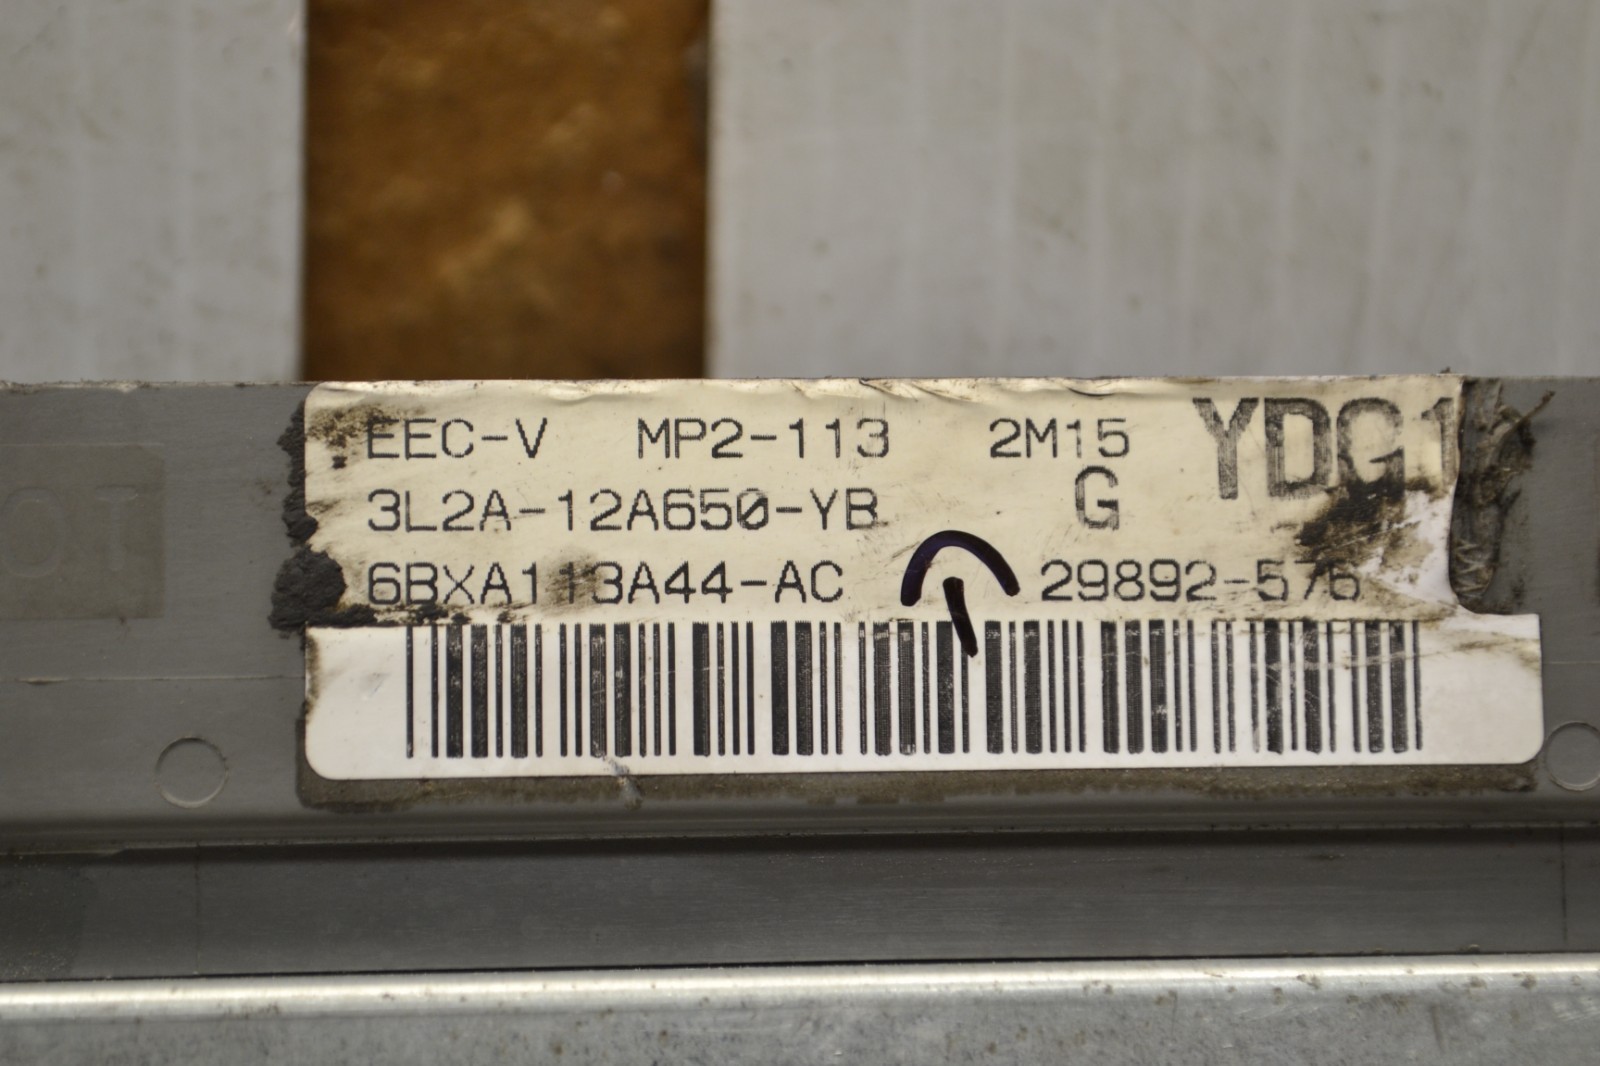 EEC-V MP2-113 2M15 YDG1
3L2A-12A650-YB G
6BXA113A44-AC 29892-576